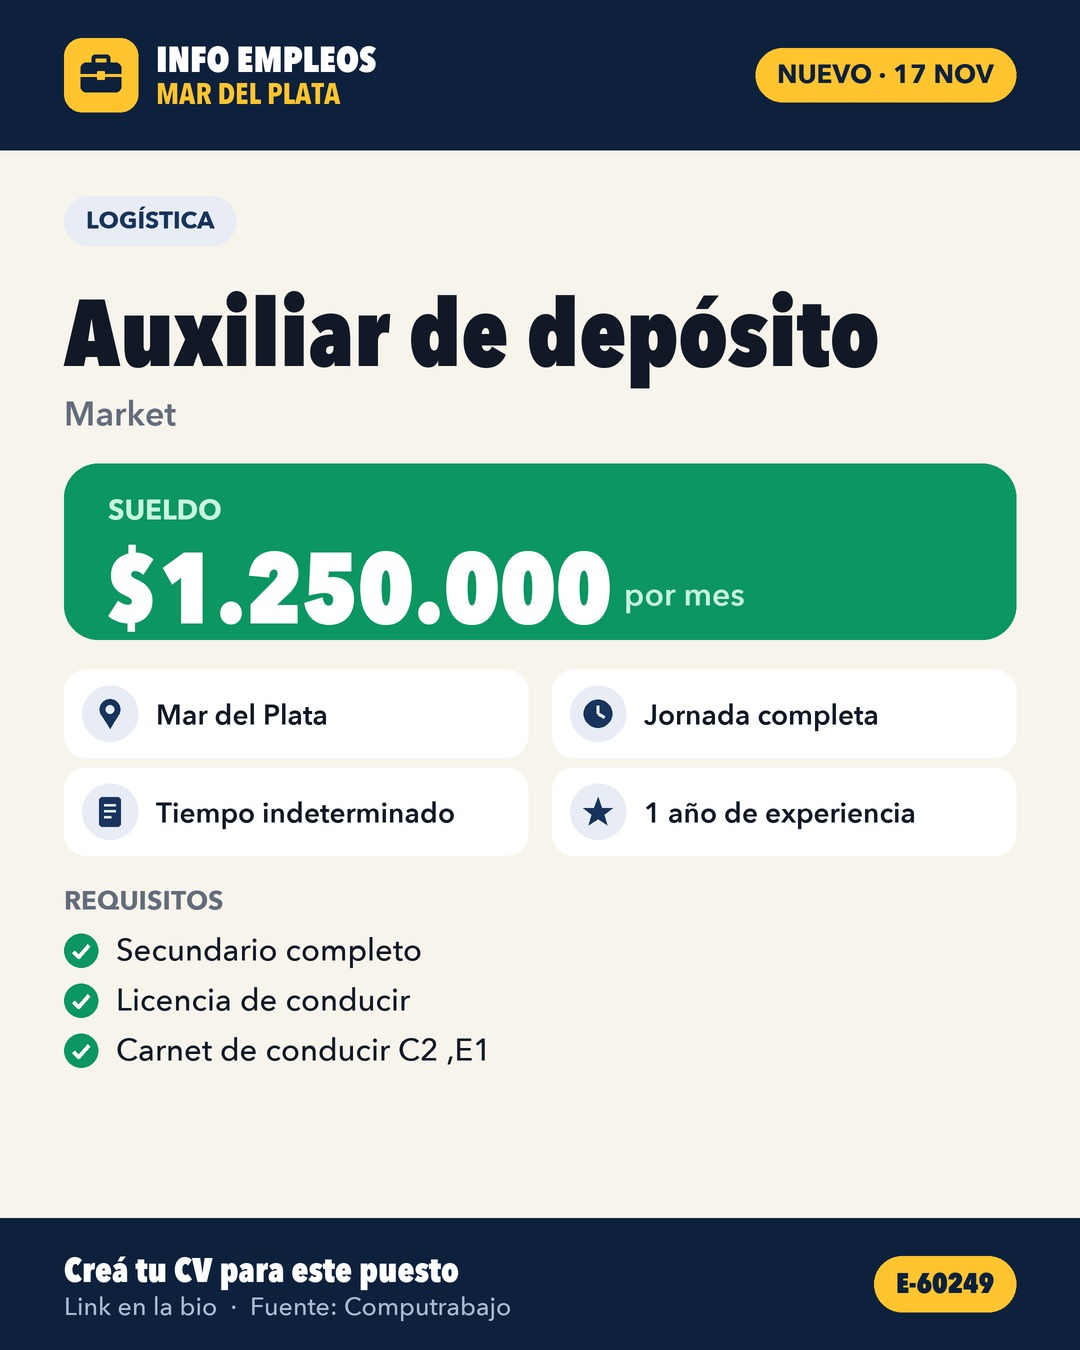 INFO EMPLEOS
MAR DEL PLATA
NUEVO · 17 NOV
LOGÍSTICA
Auxiliar de depósito
Market
SUELDO
$1.250.000 por mes
Mar del Plata
Jornada completa
Tiempo indeterminado
1 año de experiencia
REQUISITOS
Secundario completo
Licencia de conducir
Carnet de conducir C2 ,E1
Creá tu CV para este puesto
Link en la bio · Fuente: Computrabajo
E-60249